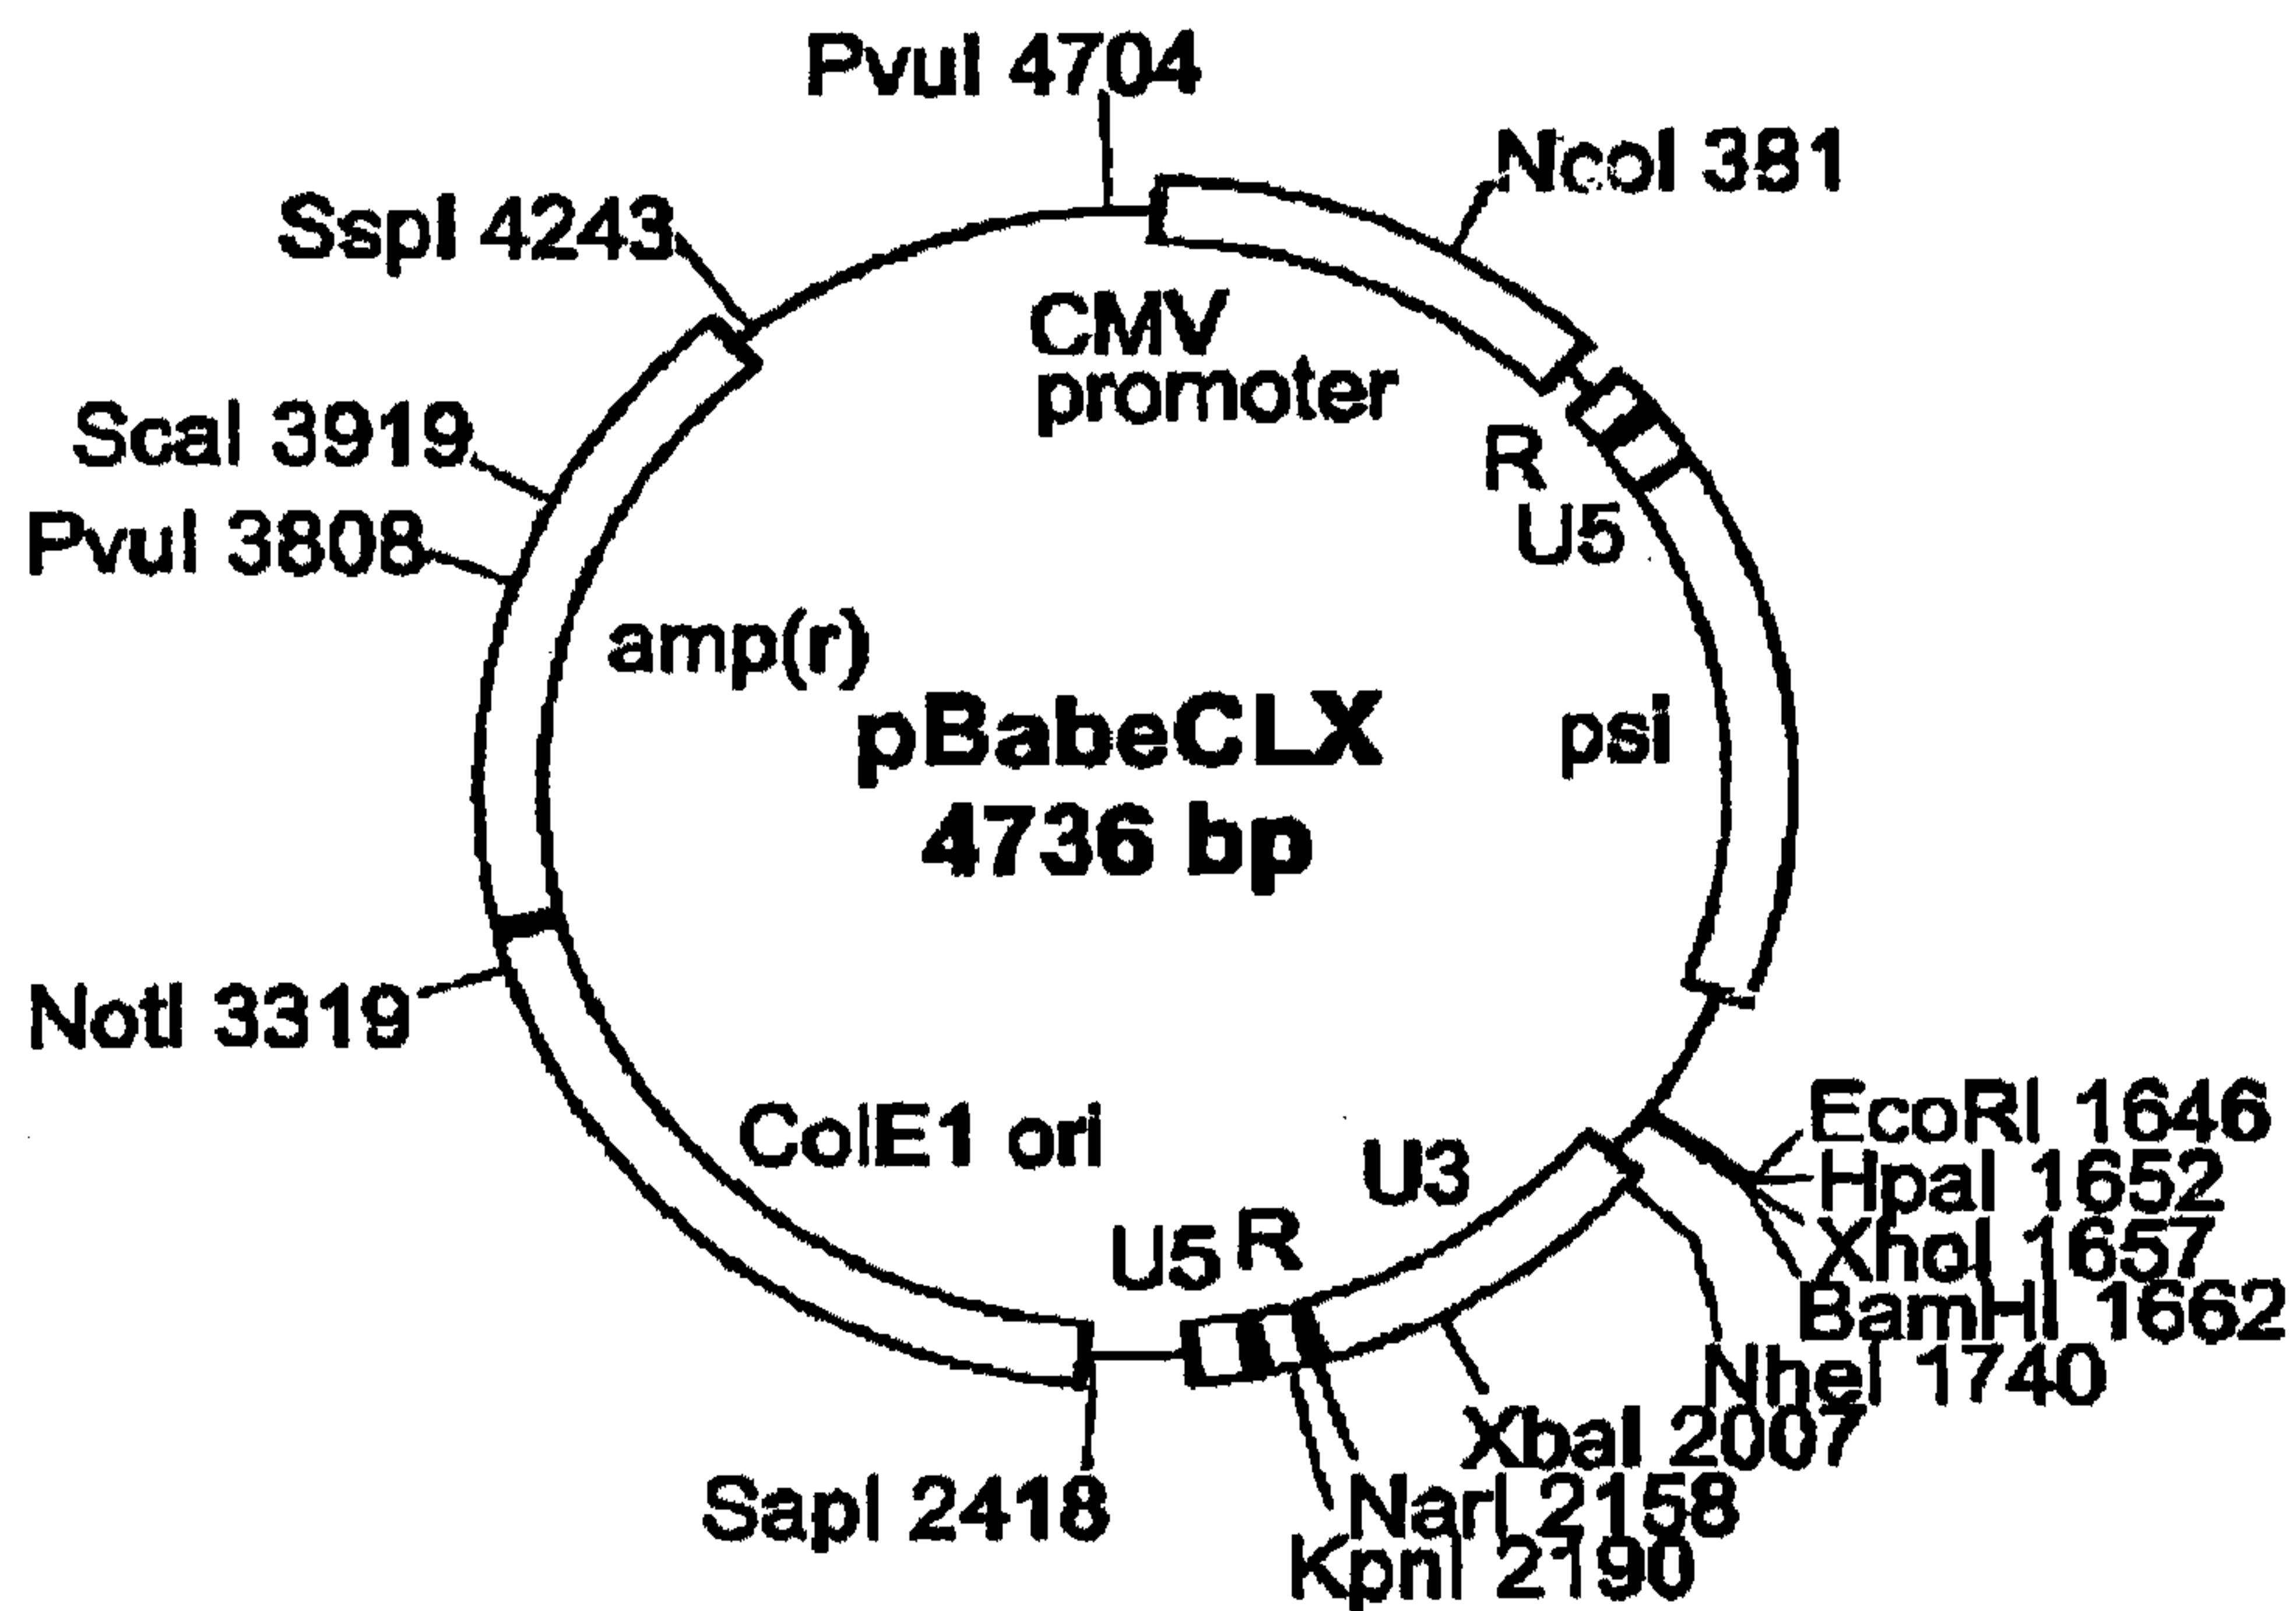 PvuI 4704
NcoI 381
SspI 4243
CMV
promoter
ScaI 3919
R
PvuI 3808
U5
amp(r)
pBabeCLX
psi
4736 bp
NotI 3319
EcoRI 1646
ColE1 ori
U3
HpaI 1652
U5
R
XhoI 1657
BamHI 1662
NheI 1740
XbaI 2007
SapI 2418
NarI 2158
KpnI 2190